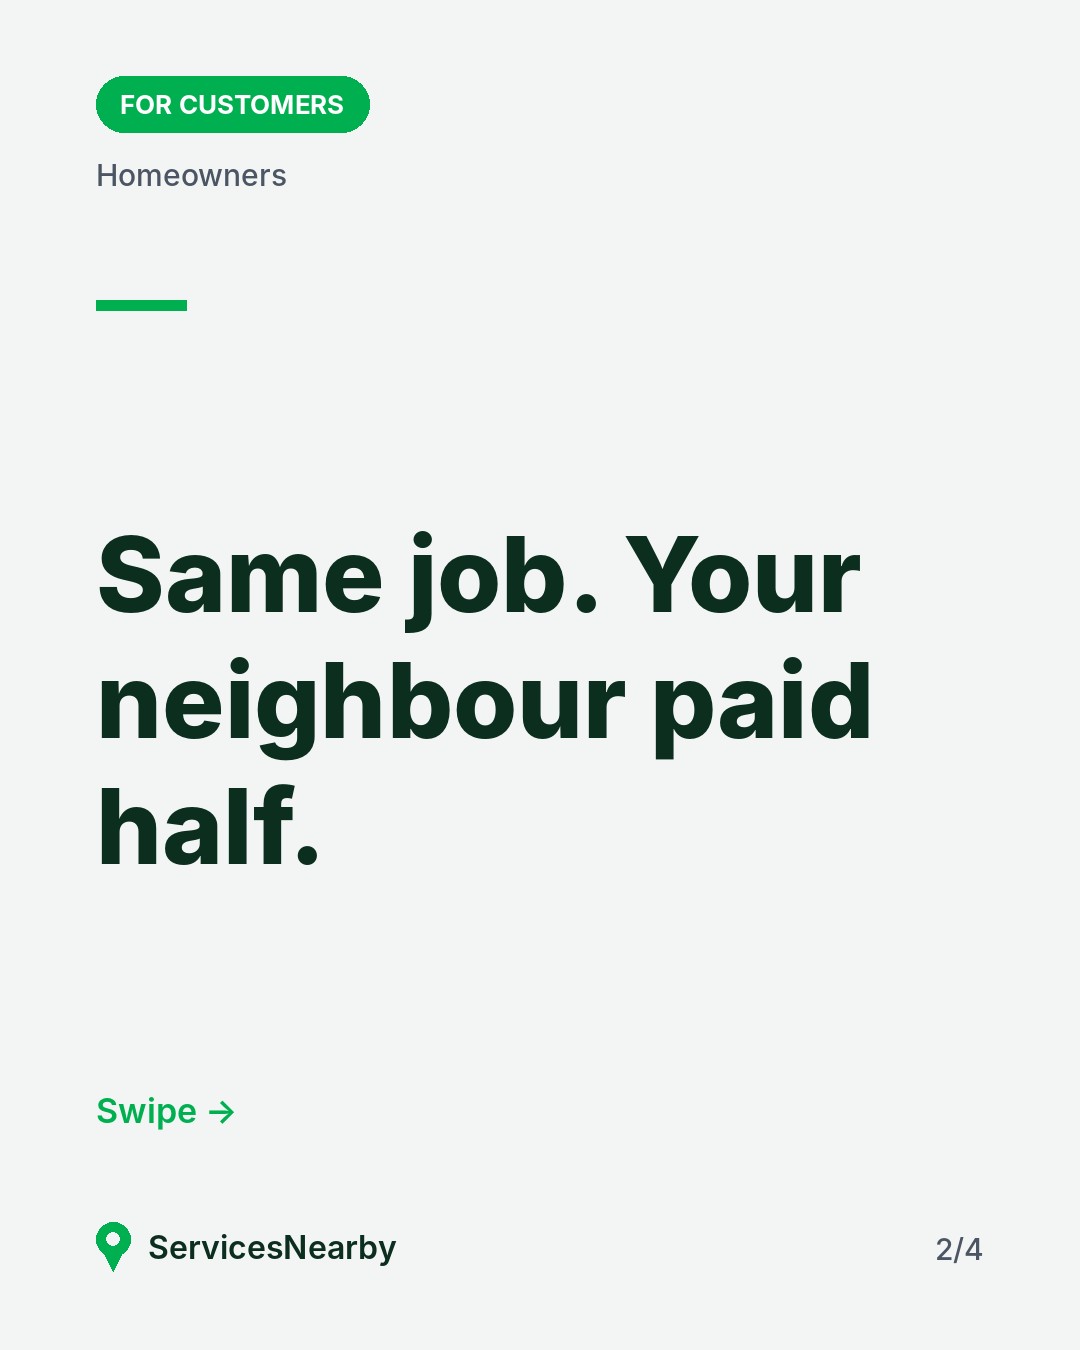 FOR CUSTOMERS
Homeowners
Same job. Your
neighbour paid
half.
Swipe →
ServicesNearby
2/4